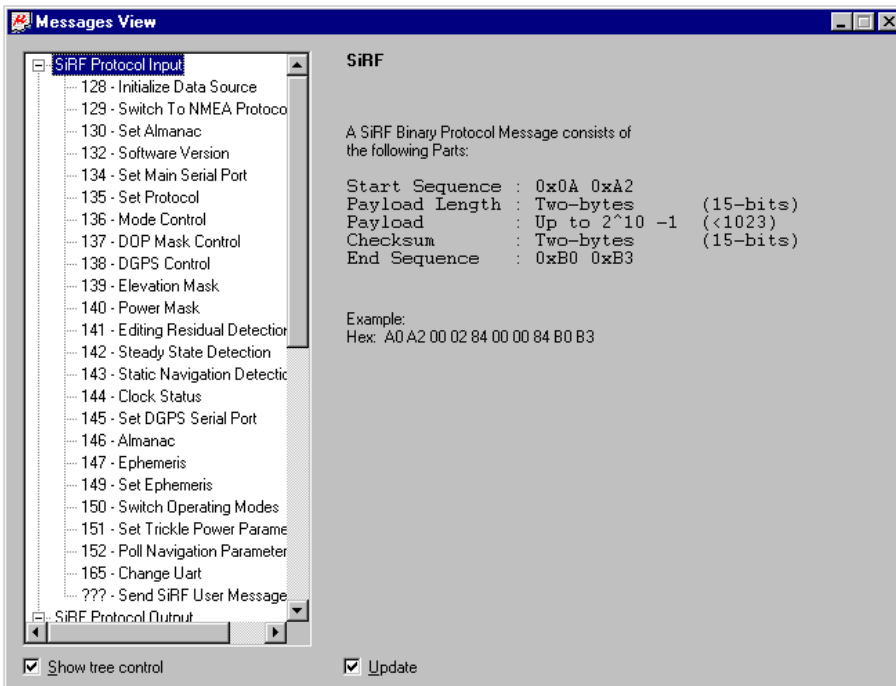 Messages View
SiRF Protocol Input
128 - Initialize Data Source
129 - Switch To NMEA Protoco
130 - Set Almanac
132 - Software Version
134 - Set Main Serial Port
135 - Set Protocol
136 - Mode Control
137 - DOP Mask Control
138 - DGPS Control
139 - Elevation Mask
140 - Power Mask
141 - Editing Residual Detection
142 - Steady State Detection
143 - Static Navigation Detectic
144 - Clock Status
145 - Set DGPS Serial Port
146 - Almanac
147 - Ephemeris
149 - Set Ephemeris
150 - Switch Operating Modes
151 - Set Trickle Power Parame
152 - Poll Navigation Parameter
165 - Change Uart
??? - Send SiRF User Message
SiRF Protocol Output
Show tree control
SiRF
A SiRF Binary Protocol Message consists of
the following Parts:
Start Sequence : 0x0A 0xA2
Payload Length : Two-bytes (15-bits)
Payload : Up to 2^10 -1 (<1023)
Checksum : Two-bytes (15-bits)
End Sequence : 0xB0 0xB3
Example:
Hex: A0 A2 00 02 84 00 00 84 B0 B3
Update